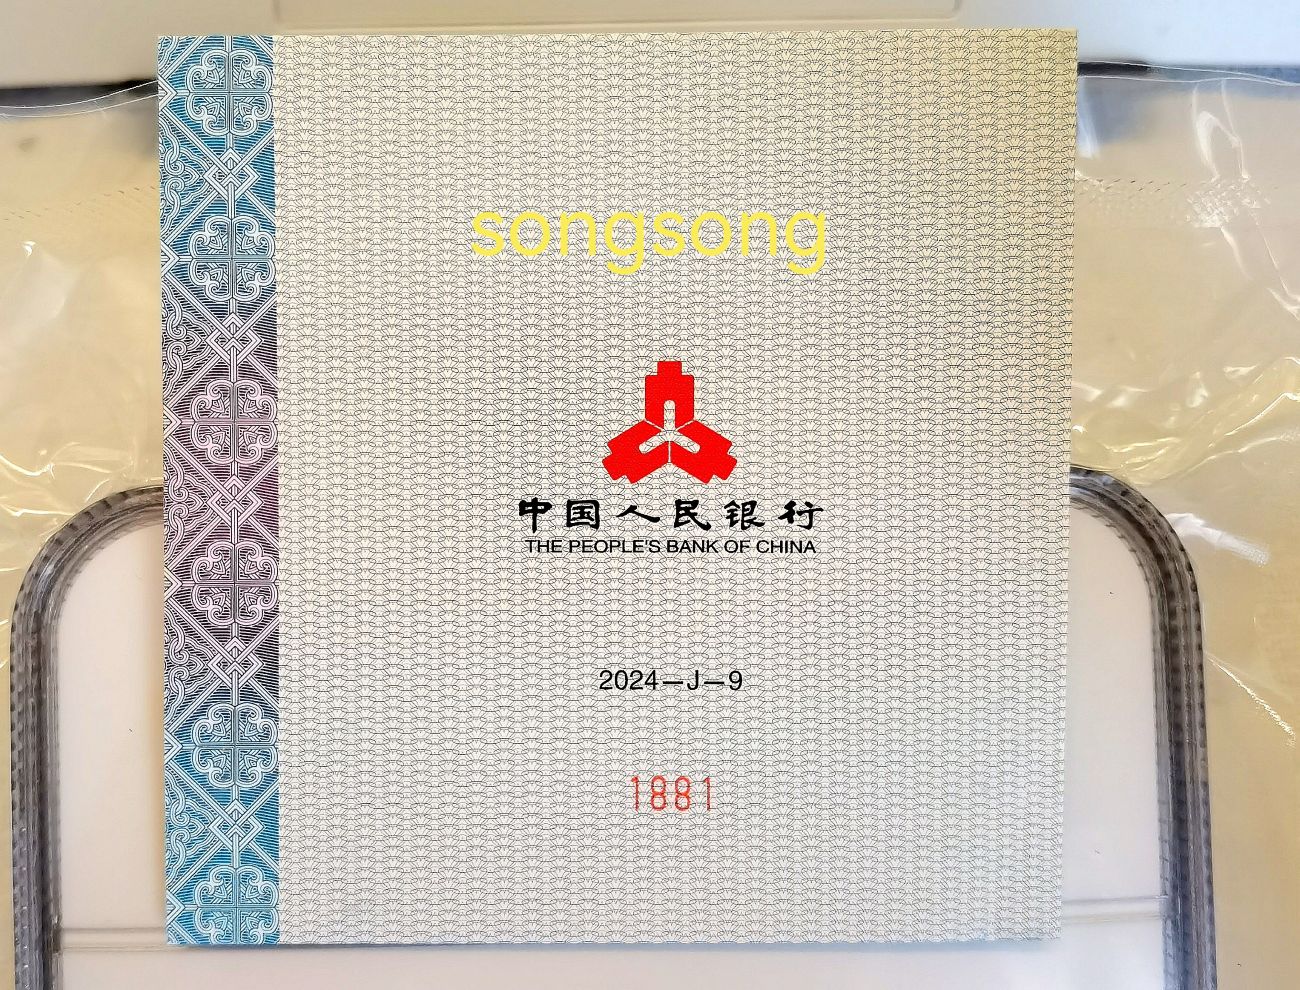 songsong
中国人民银行
THE PEOPLE'S BANK OF CHINA
2024—J—9
1881